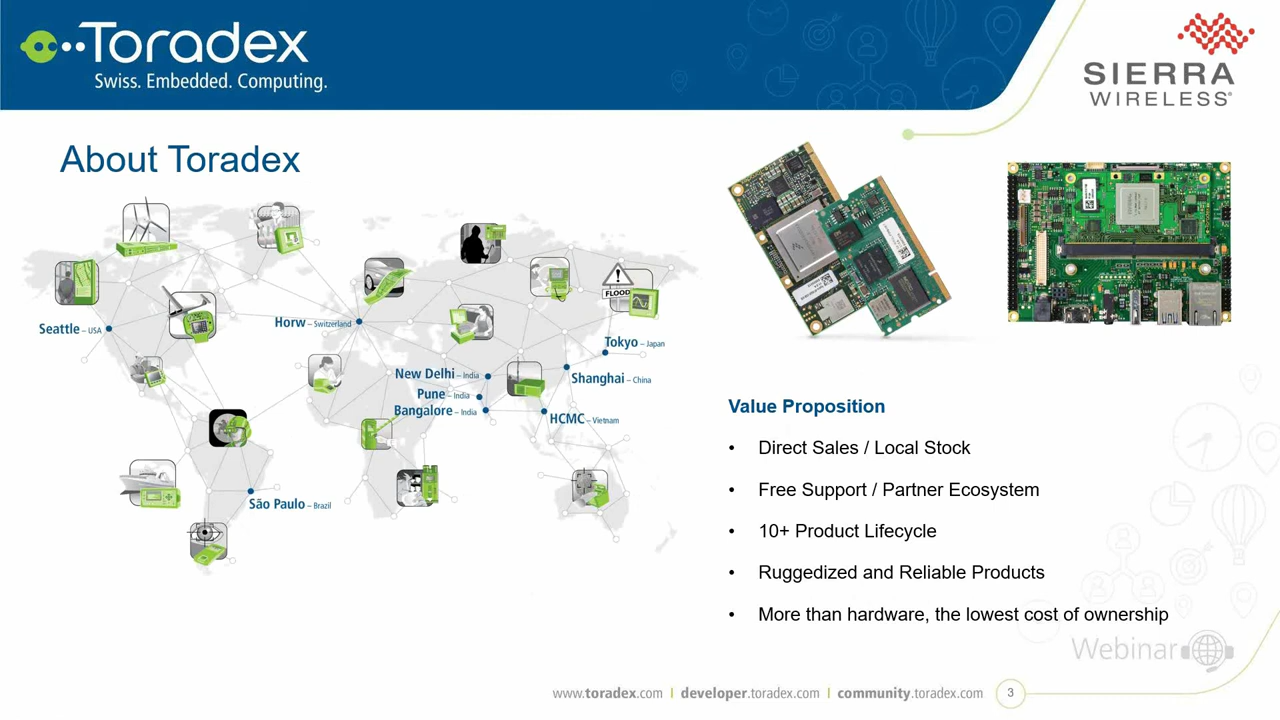 Toradex
Swiss. Embedded. Computing.
SIERRA
WIRELESS®
About Toradex
FLOOD
Seattle – USA
Horw – Switzerland
Tokyo – Japan
New Delhi – India
Shanghai – China
Pune – India
Bangalore – India
HCMC – Vietnam
São Paulo – Brazil
Value Proposition
• Direct Sales / Local Stock
• Free Support / Partner Ecosystem
• 10+ Product Lifecycle
• Ruggedized and Reliable Products
• More than hardware, the lowest cost of ownership
Webinar
www.toradex.com | developer.toradex.com | community.toradex.com
3